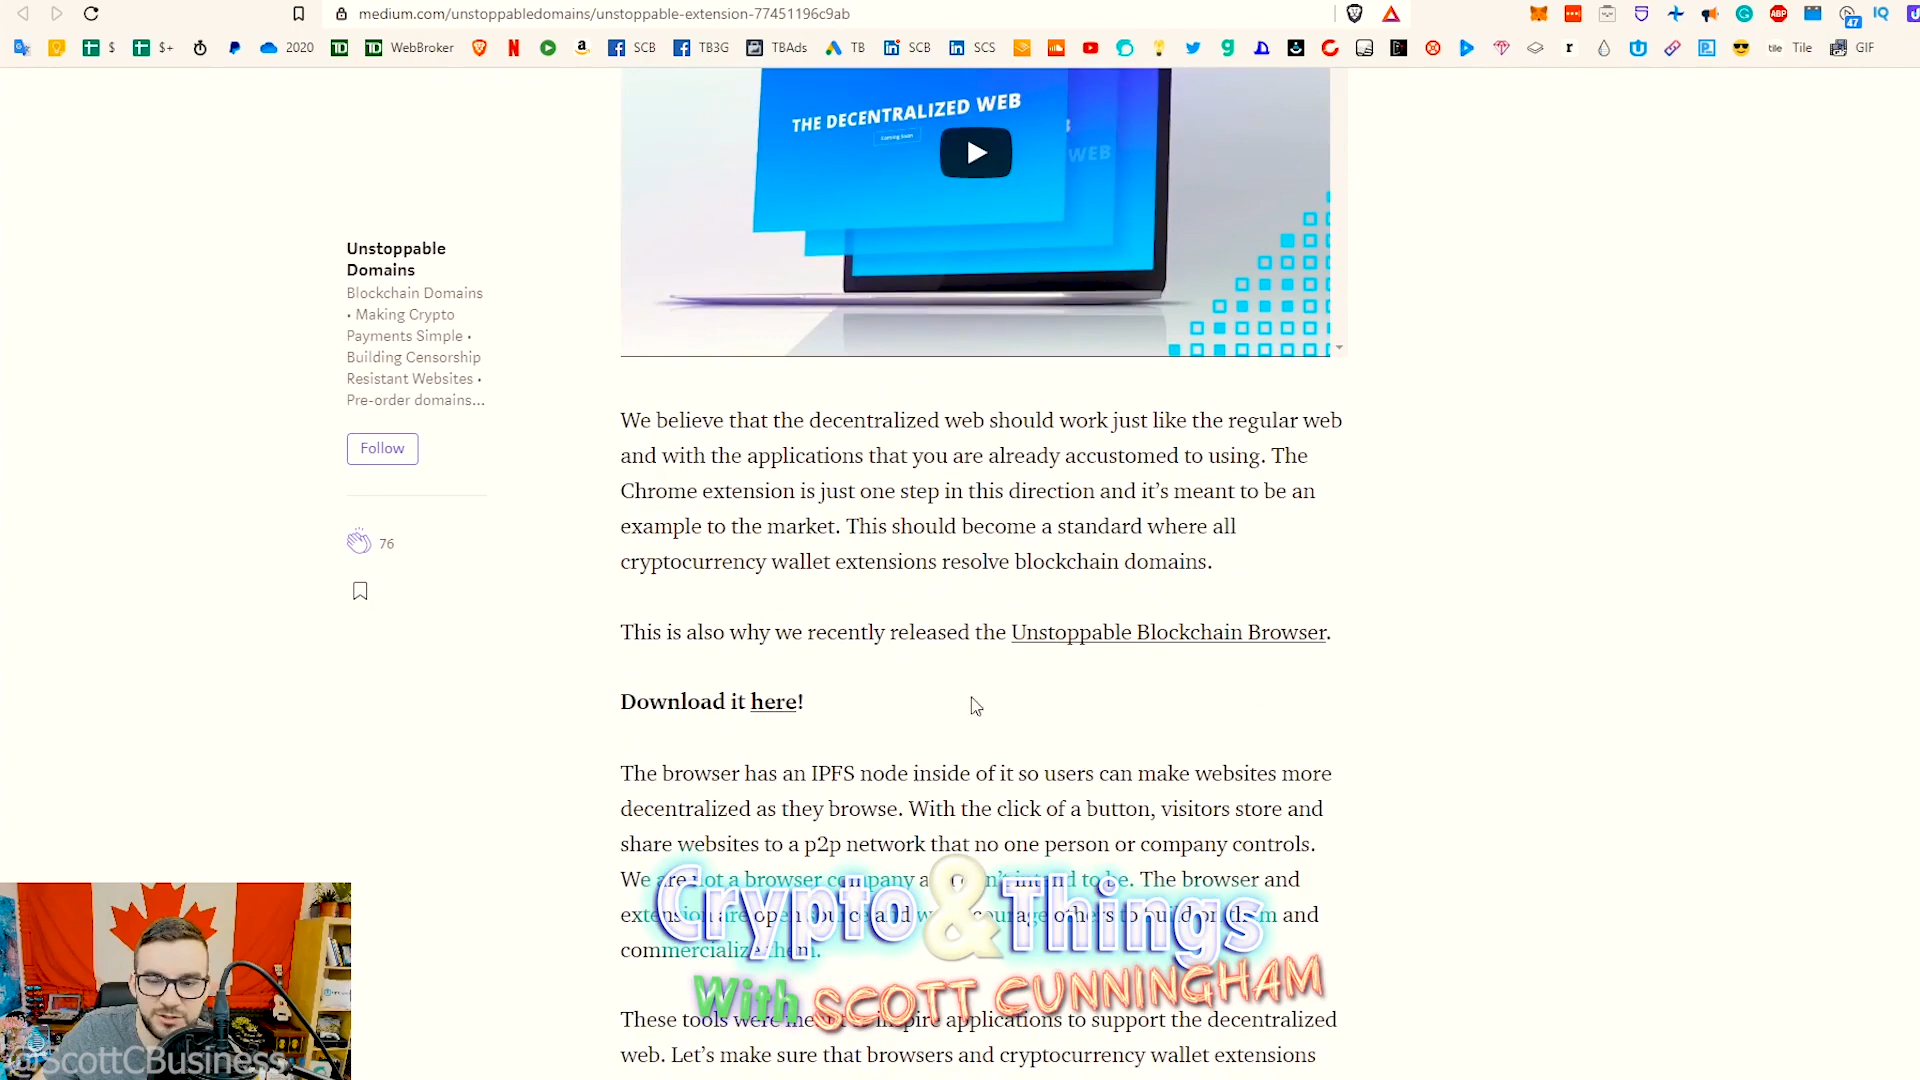 medium.com/unstoppabledomains/unstoppable-extension-77451196c9ab
$ $+ 2020 WebBroker SCB TB3G TBAds TB SCB SCS tile Tile GIF
ABP 47 IQ
THE DECENTRALIZED WEB
Coming Soon
WEB
Unstoppable
Domains
Blockchain Domains
• Making Crypto
Payments Simple •
Building Censorship
Resistant Websites •
Pre-order domains...
Follow
76
We believe that the decentralized web should work just like the regular web
and with the applications that you are already accustomed to using. The
Chrome extension is just one step in this direction and it's meant to be an
example to the market. This should become a standard where all
cryptocurrency wallet extensions resolve blockchain domains.
This is also why we recently released the Unstoppable Blockchain Browser.
Download it here!
The browser has an IPFS node inside of it so users can make websites more
decentralized as they browse. With the click of a button, visitors store and
share websites to a p2p network that no one person or company controls.
We are not a browser company a n't intend to be. The browser and
extension are open source and w courage others to build on them and
commercialize them.
Crypto & Things
With SCOTT CUNNINGHAM
These tools were me inspire applications to support the decentralized
web. Let's make sure that browsers and cryptocurrency wallet extensions
@ScottCBusiness